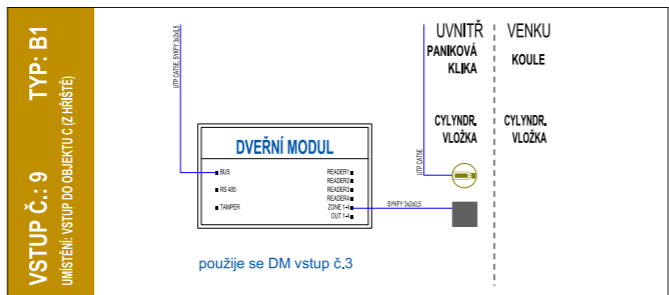 VSTUP Č.: 9 TYP: B1
UMÍSTĚNÍ: VSTUP DO OBJEKTU C (Z HŘIŠTĚ)
UTP CAT5E, SYKFY 3x2x0,5
DVEŘNÍ MODUL
BUS
RS 485
TAMPER
READER1
READER2
READER3
READER4
ZONE 1-4
OUT 1-4
použije se DM vstup č.3
SYKFY 3x2x0,5
UTP CAT5E
UVNITŘ
PANIKOVÁ
KLIKA
CYLYNDR.
VLOŽKA
VENKU
KOULE
CYLYNDR.
VLOŽKA